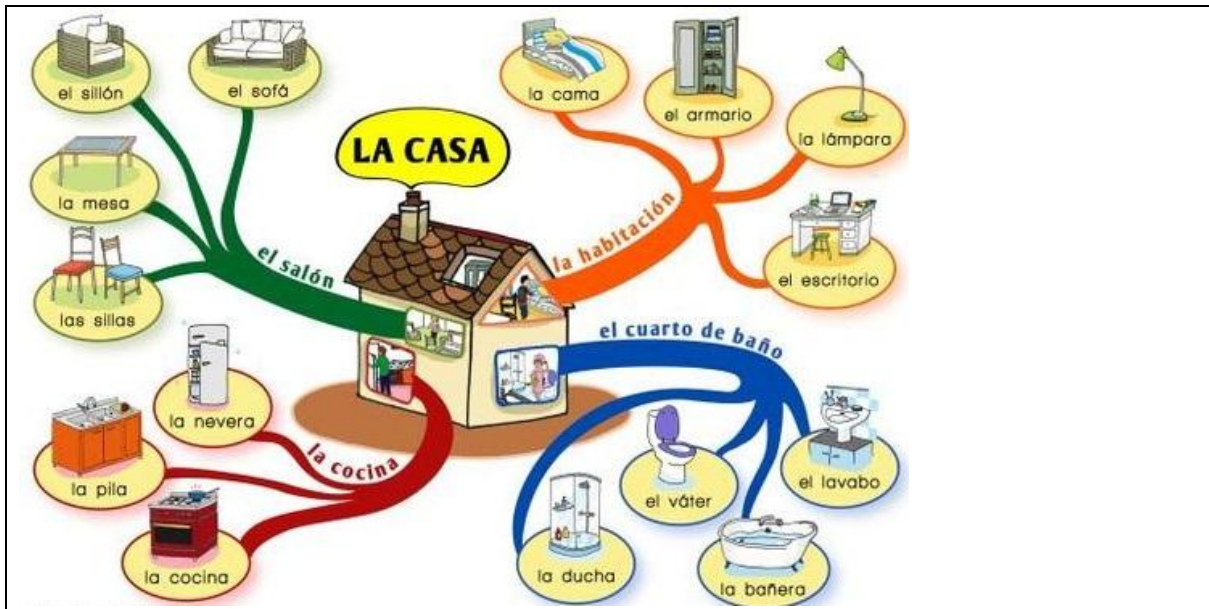 LA CASA
el salón
el sillón
el sofá
la mesa
las sillas
la habitación
la cama
el armario
la lámpara
el escritorio
la cocina
la nevera
la pila
la cocina
el cuarto de baño
el lavabo
el váter
la bañera
la ducha